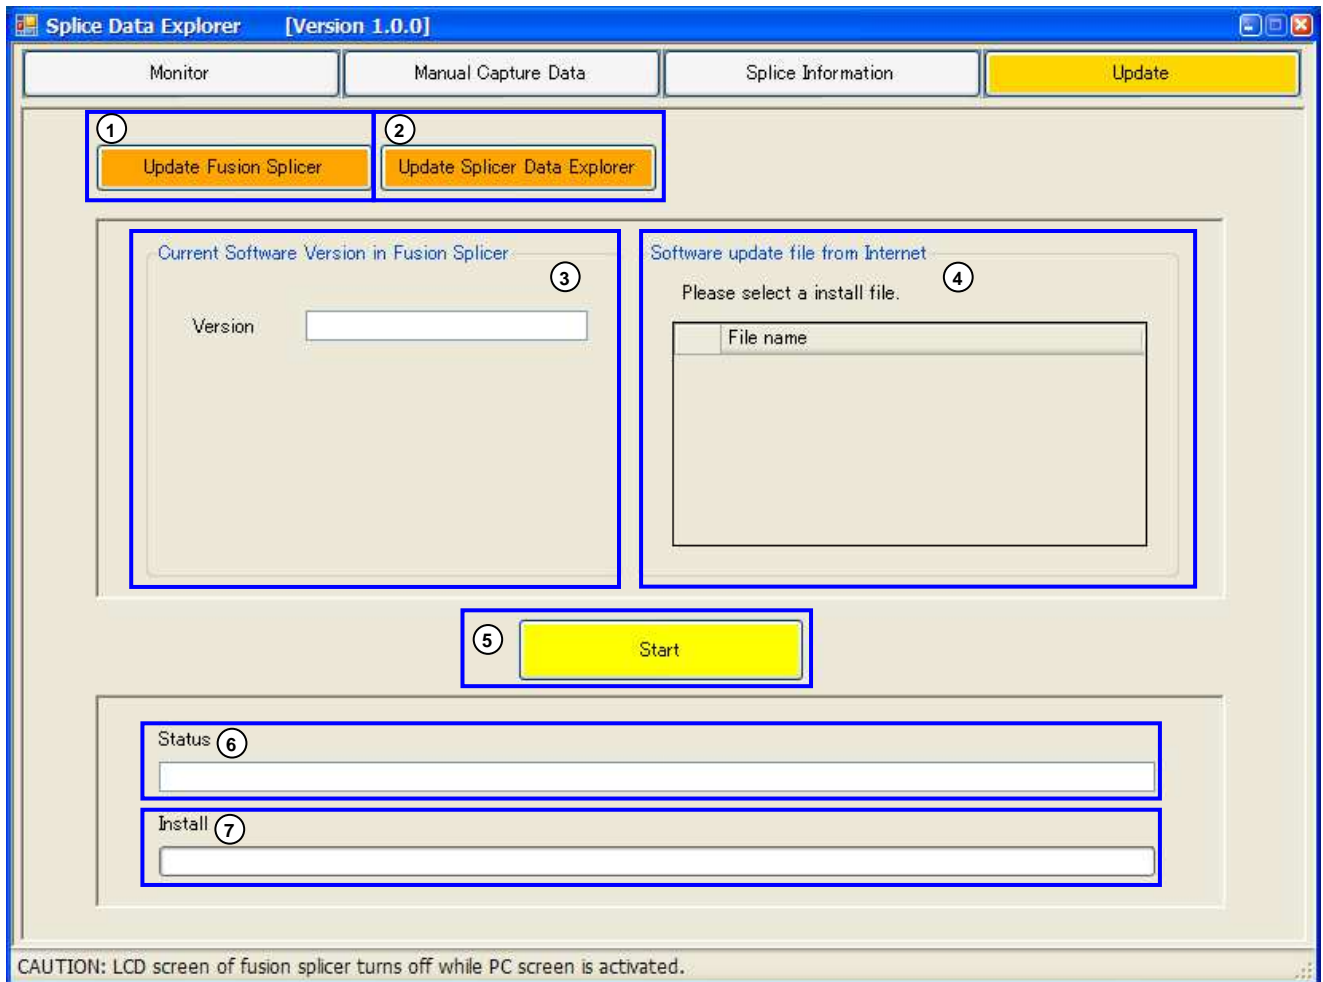 Splice Data Explorer [Version 1.0.0]
Monitor
Manual Capture Data
Splice Information
Update
1
2
Update Fusion Splicer
Update Splicer Data Explorer
Current Software Version in Fusion Splicer
3
Version
Software update file from Internet
4
Please select a install file.
File name
5
Start
Status 6
Install 7
CAUTION: LCD screen of fusion splicer turns off while PC screen is activated.